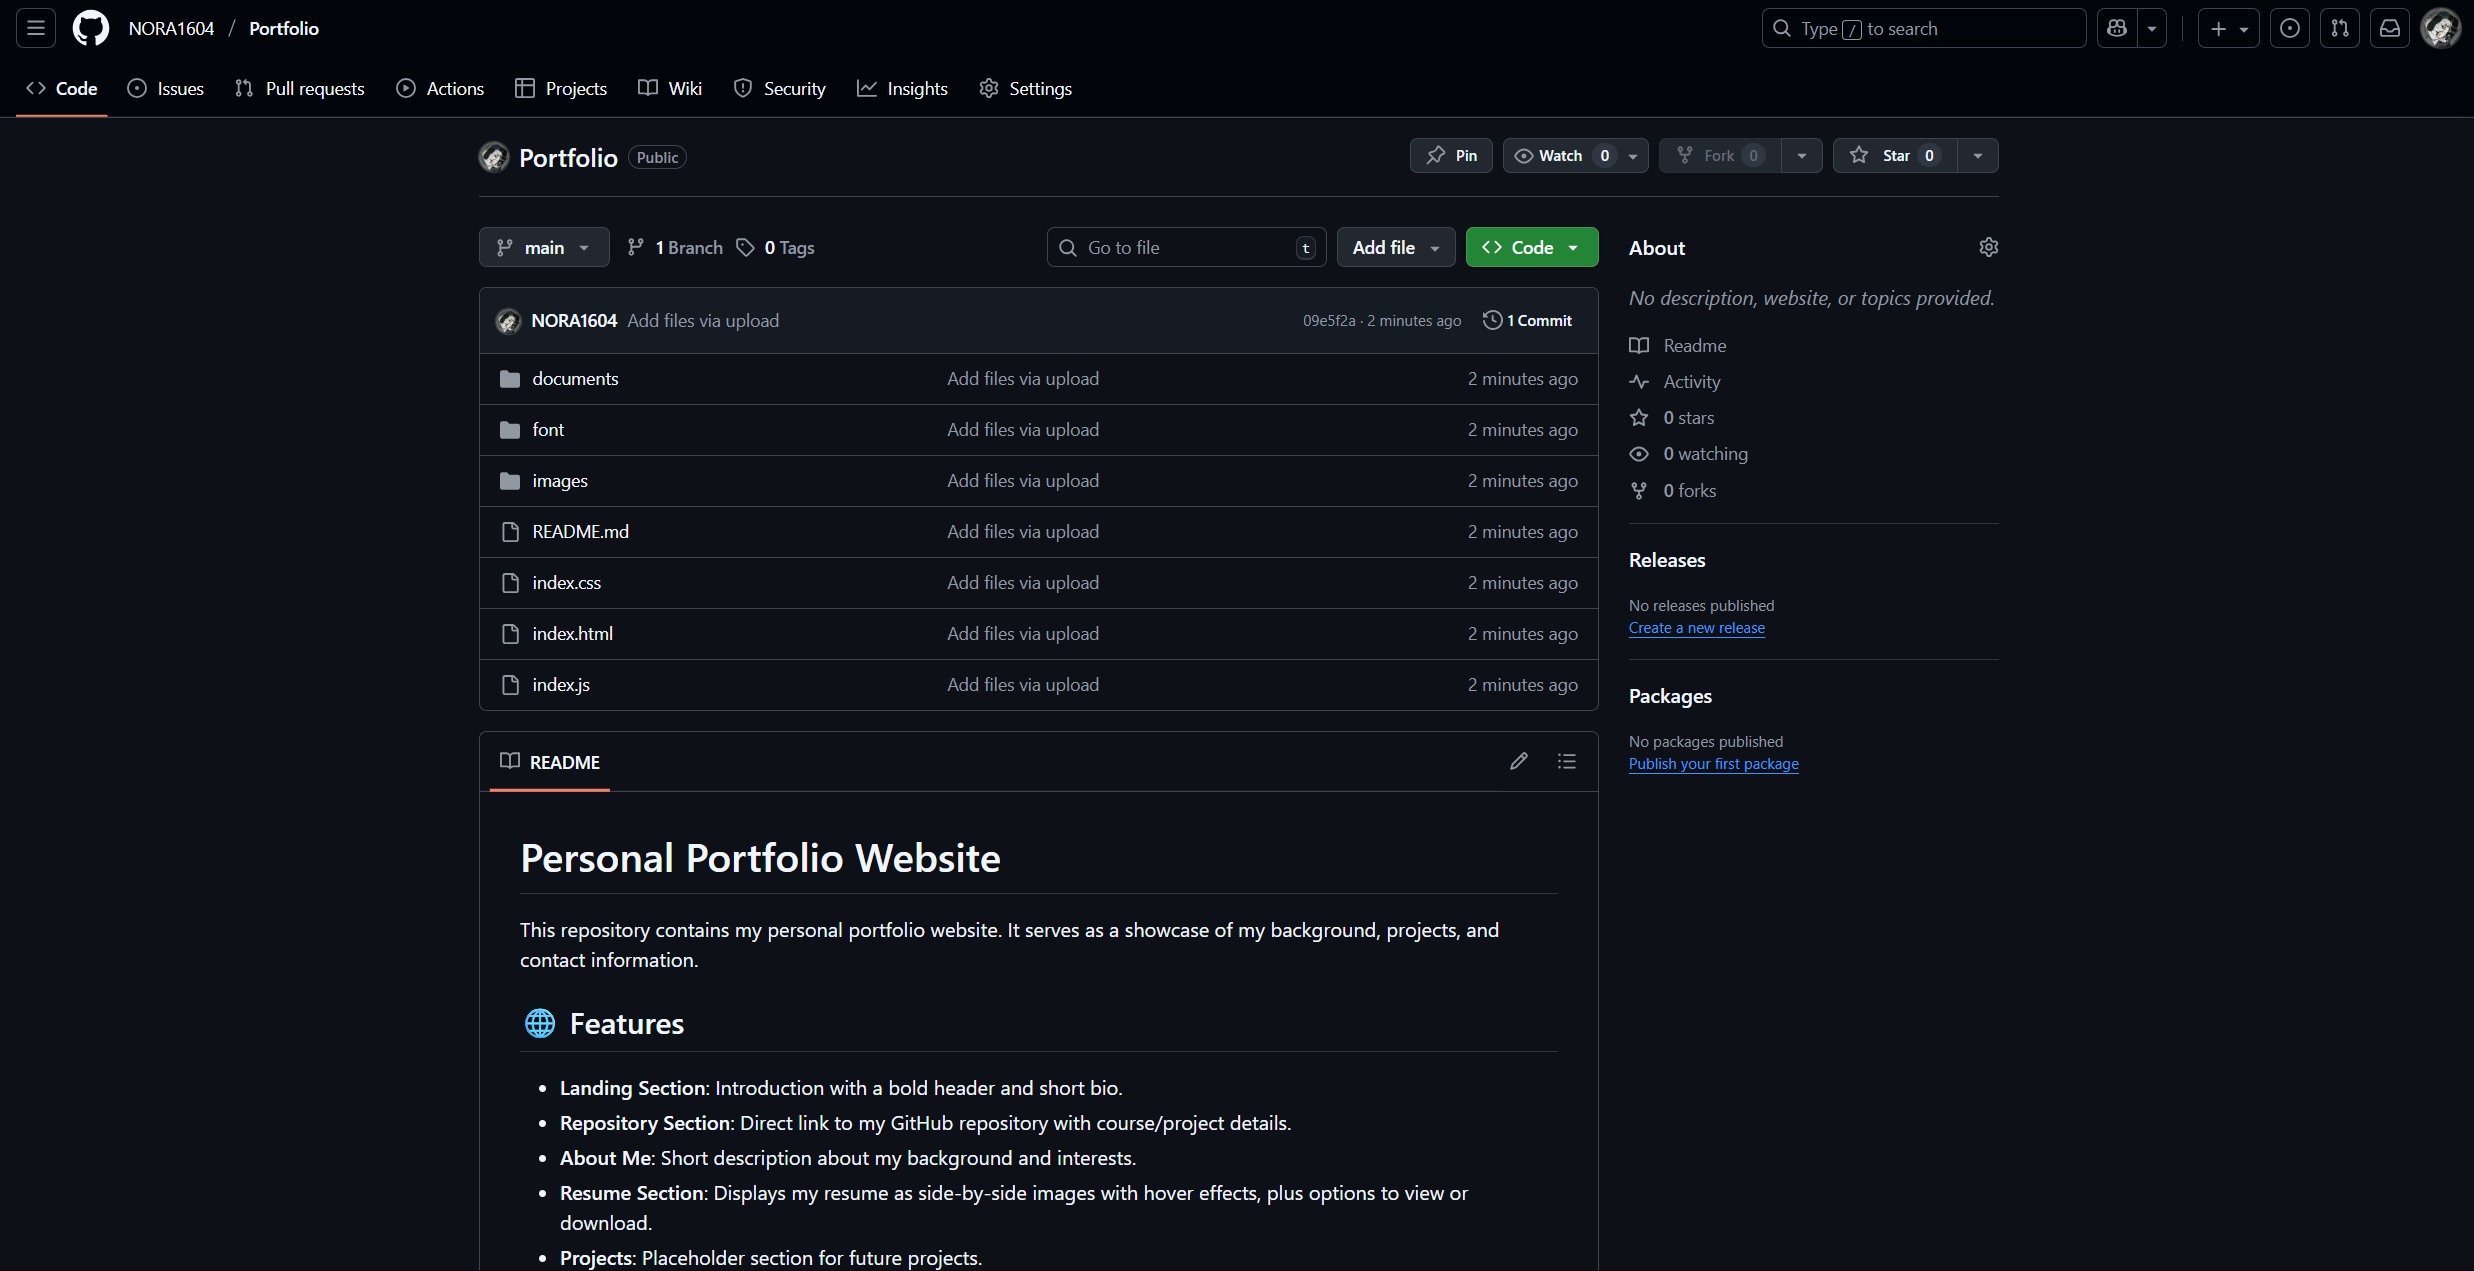 NORA1604 / Portfolio
Type / to search
Code Issues Pull requests Actions Projects Wiki Security Insights Settings
Portfolio Public
Pin Watch 0 Fork 0 Star 0
main 1 Branch 0 Tags Go to file t Add file Code
NORA1604 Add files via upload 09e5f2a · 2 minutes ago 1 Commit
documents Add files via upload 2 minutes ago
font Add files via upload 2 minutes ago
images Add files via upload 2 minutes ago
README.md Add files via upload 2 minutes ago
index.css Add files via upload 2 minutes ago
index.html Add files via upload 2 minutes ago
index.js Add files via upload 2 minutes ago
README
Personal Portfolio Website
This repository contains my personal portfolio website. It serves as a showcase of my background, projects, and
contact information.
🌐 Features
• Landing Section: Introduction with a bold header and short bio.
• Repository Section: Direct link to my GitHub repository with course/project details.
• About Me: Short description about my background and interests.
• Resume Section: Displays my resume as side-by-side images with hover effects, plus options to view or
download.
• Projects: Placeholder section for future projects.
About
No description, website, or topics provided.
Readme
Activity
0 stars
0 watching
0 forks
Releases
No releases published
Create a new release
Packages
No packages published
Publish your first package